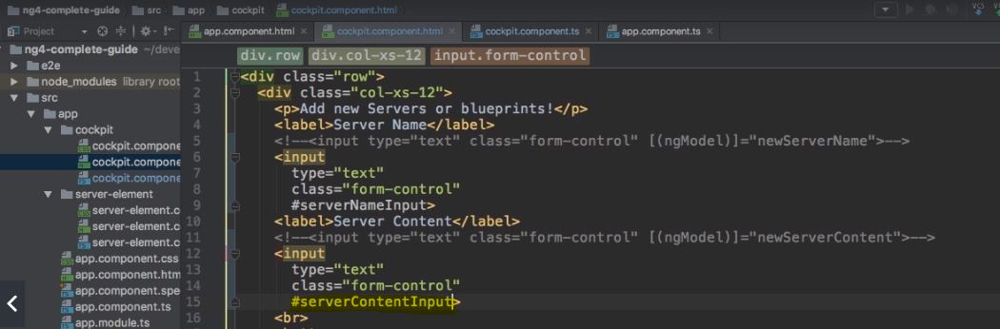 ng4-complete-guide src app cockpit cockpit.component.html
Project app.component.html cockpit.component.html cockpit.component.ts app.component.ts VCS
ng4-complete-guide ~/deve
e2e
node_modules library root
src
app
cockpit
cockpit.compone
cockpit.compone
cockpit.compone
server-element
server-element.c
server-element.c
server-element.c
app.component.css
app.component.htm
app.component.spe
app.component.ts
app.module.ts
div.row div.col-xs-12 input.form-control
1 <div class="row">
2 <div class="col-xs-12">
3 <p>Add new Servers or blueprints!</p>
4 <label>Server Name</label>
5 <!--<input type="text" class="form-control" [(ngModel)]="newServerName">-->
6 <input
7 type="text"
8 class="form-control"
9 #serverNameInput>
10 <label>Server Content</label>
11 <!--<input type="text" class="form-control" [(ngModel)]="newServerContent">-->
12 <input
13 type="text"
14 class="form-control"
15 #serverContentInput>
16 <br>